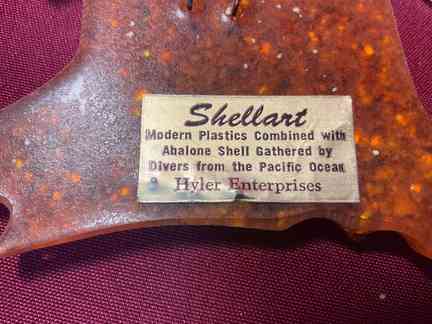 Shellart
Modern Plastics Combined with
Abalone Shell Gathered by
Divers from the Pacific Ocean
Hyler Enterprises